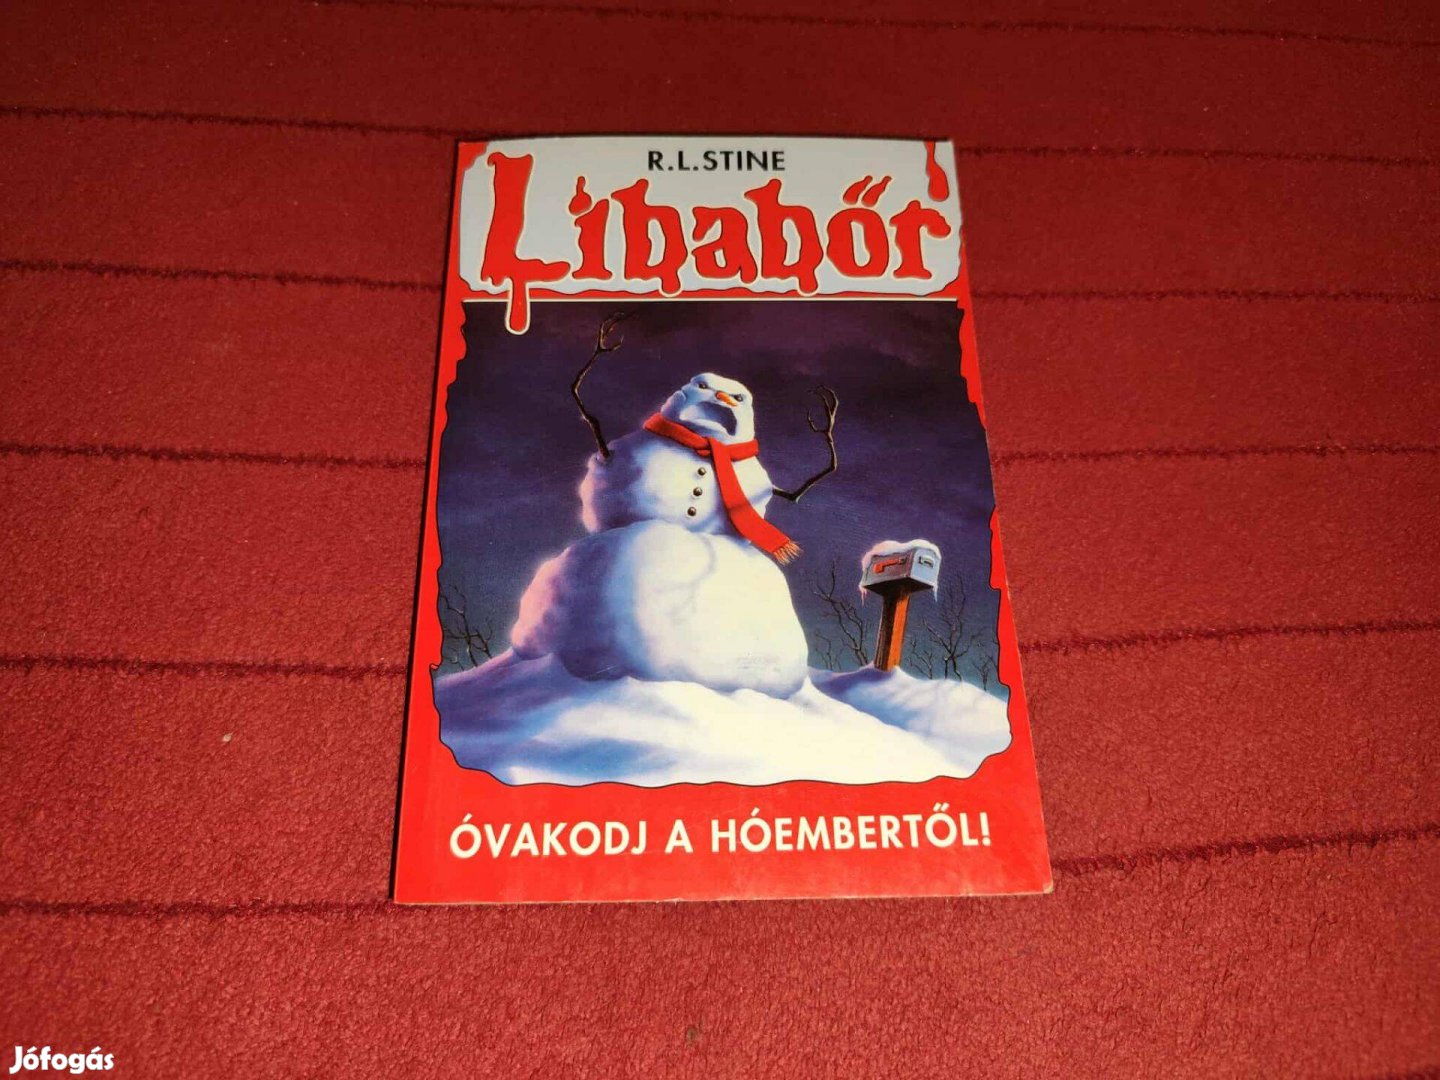 R.L.STINE
Libabőr
ÓVAKODJ A HÓEMBERTŐL!
Jófogás